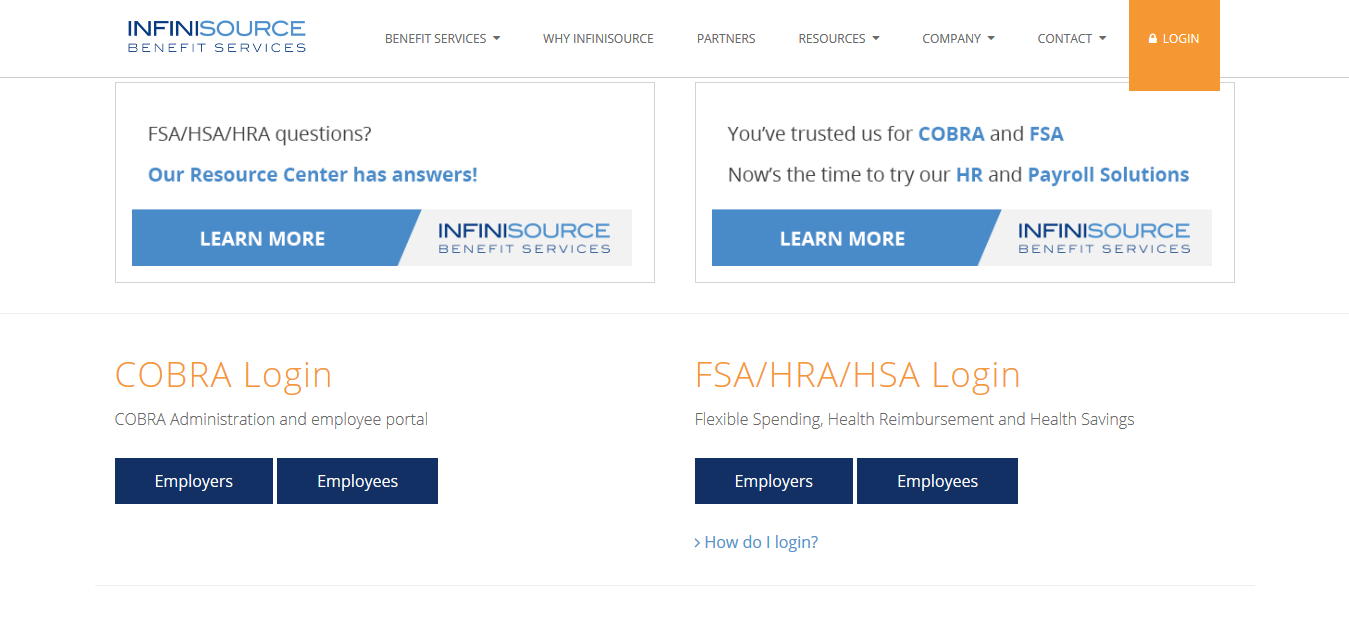 INFINISOURCE
BENEFIT SERVICES
BENEFIT SERVICES
WHY INFINISOURCE
PARTNERS
RESOURCES
COMPANY
CONTACT
LOGIN
FSA/HSA/HRA questions?
Our Resource Center has answers!
LEARN MORE
INFINISOURCE
BENEFIT SERVICES
You've trusted us for COBRA and FSA
Now's the time to try our HR and Payroll Solutions
LEARN MORE
INFINISOURCE
BENEFIT SERVICES
COBRA Login
COBRA Administration and employee portal
Employers
Employees
FSA/HRA/HSA Login
Flexible Spending, Health Reimbursement and Health Savings
Employers
Employees
How do I login?